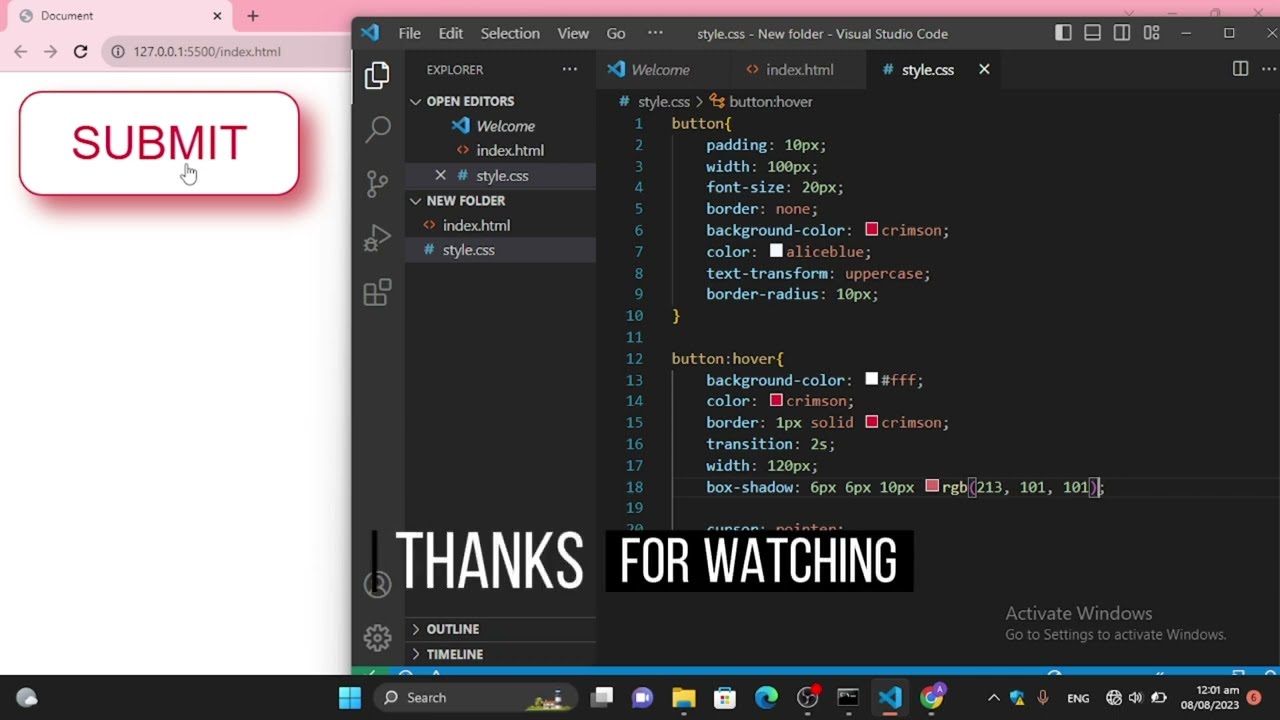 Document
127.0.0.1:5500/index.html
SUBMIT
File Edit Selection View Go ··· style.css - New folder - Visual Studio Code
EXPLORER ···
OPEN EDITORS
Welcome
index.html
style.css
NEW FOLDER
index.html
style.css
OUTLINE
TIMELINE
Welcome index.html style.css
style.css > button:hover
1 button{
2 padding: 10px;
3 width: 100px;
4 font-size: 20px;
5 border: none;
6 background-color: crimson;
7 color: aliceblue;
8 text-transform: uppercase;
9 border-radius: 10px;
10 }
11
12 button:hover{
13 background-color: #fff;
14 color: crimson;
15 border: 1px solid crimson;
16 transition: 2s;
17 width: 120px;
18 box-shadow: 6px 6px 10px rgb(213, 101, 101);
19
20 cursor: pointer;
THANKS FOR WATCHING
Activate Windows
Go to Settings to activate Windows.
Search
ENG
12:01 am
08/08/2023
6